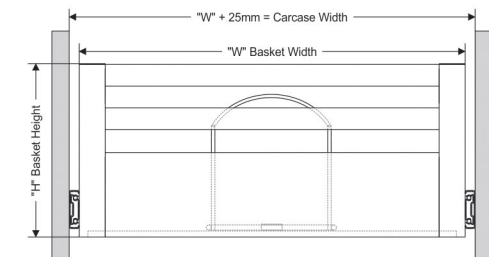 "W" + 25mm = Carcase Width
"W" Basket Width
"H" Basket Height